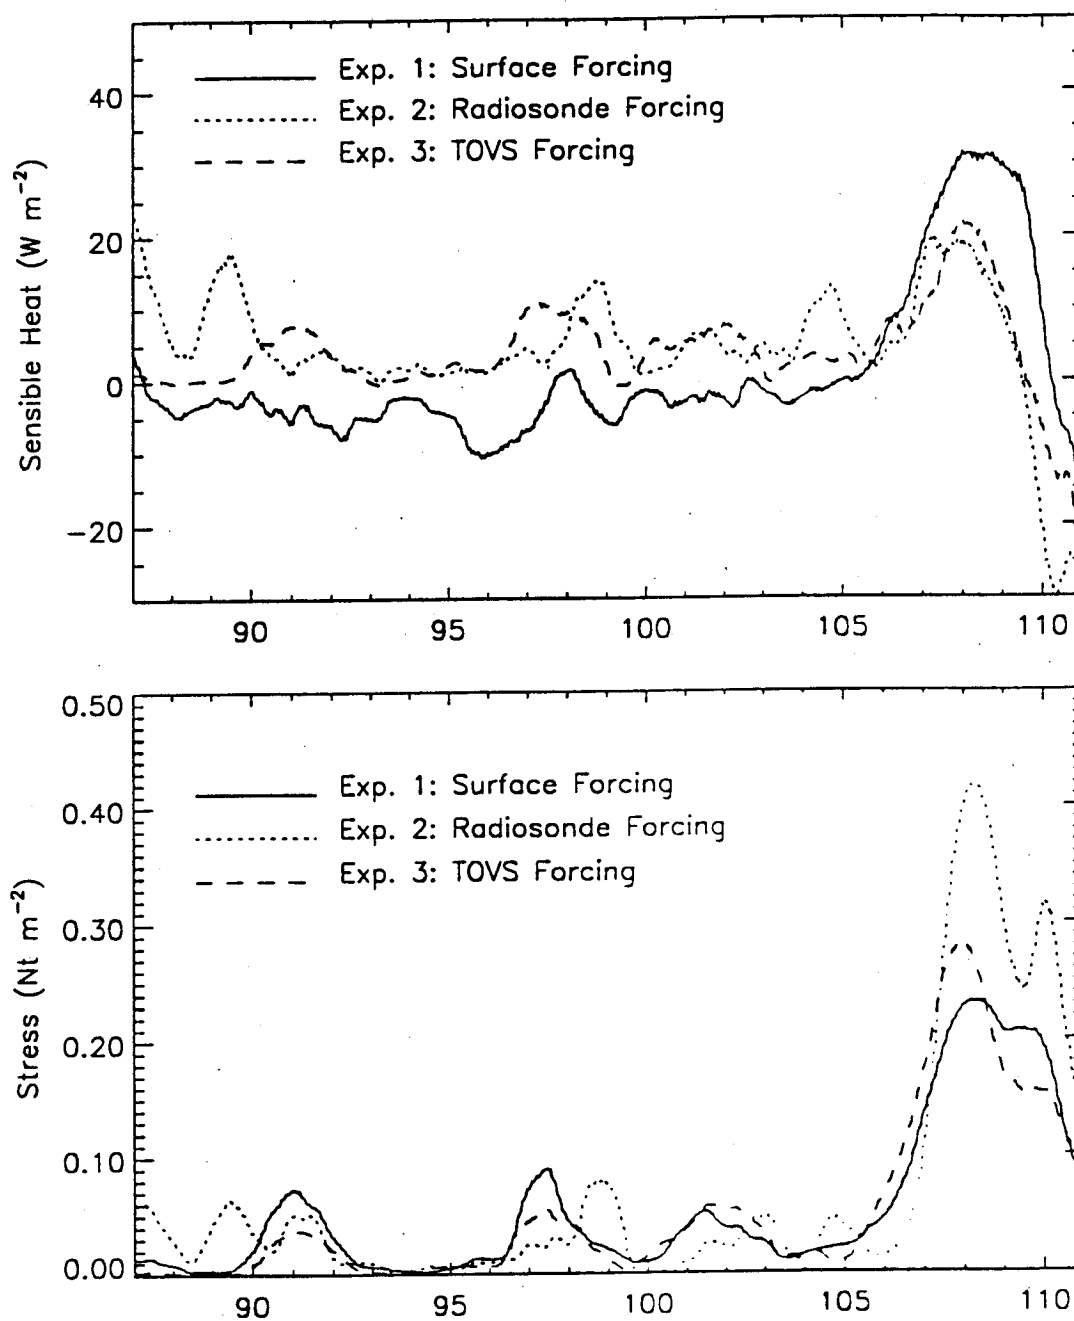 Exp. 1: Surface Forcing
Exp. 2: Radiosonde Forcing
Exp. 3: TOVS Forcing
Sensible Heat (W m⁻²)
40
20
0
−20
90 95 100 105 110
Exp. 1: Surface Forcing
Exp. 2: Radiosonde Forcing
Exp. 3: TOVS Forcing
Stress (Nt m⁻²)
0.50
0.40
0.30
0.20
0.10
0.00
90 95 100 105 110